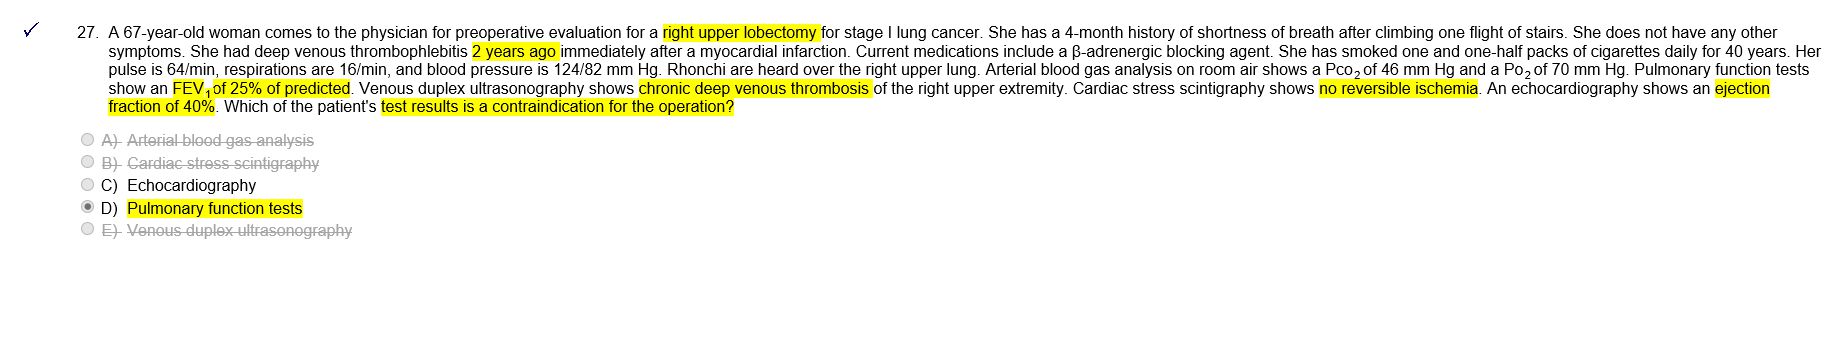 27. A 67-year-old woman comes to the physician for preoperative evaluation for a right upper lobectomy for stage I lung cancer. She has a 4-month history of shortness of breath after climbing one flight of stairs. She does not have any other
symptoms. She had deep venous thrombophlebitis 2 years ago immediately after a myocardial infarction. Current medications include a β-adrenergic blocking agent. She has smoked one and one-half packs of cigarettes daily for 40 years. Her
pulse is 64/min, respirations are 16/min, and blood pressure is 124/82 mm Hg. Rhonchi are heard over the right upper lung. Arterial blood gas analysis on room air shows a Pco2 of 46 mm Hg and a Po2 of 70 mm Hg. Pulmonary function tests
show an FEV1 of 25% of predicted. Venous duplex ultrasonography shows chronic deep venous thrombosis of the right upper extremity. Cardiac stress scintigraphy shows no reversible ischemia. An echocardiography shows an ejection
fraction of 40%. Which of the patient's test results is a contraindication for the operation?
A) Arterial blood gas analysis
B) Cardiac stress scintigraphy
C) Echocardiography
D) Pulmonary function tests
E) Venous duplex ultrasonography